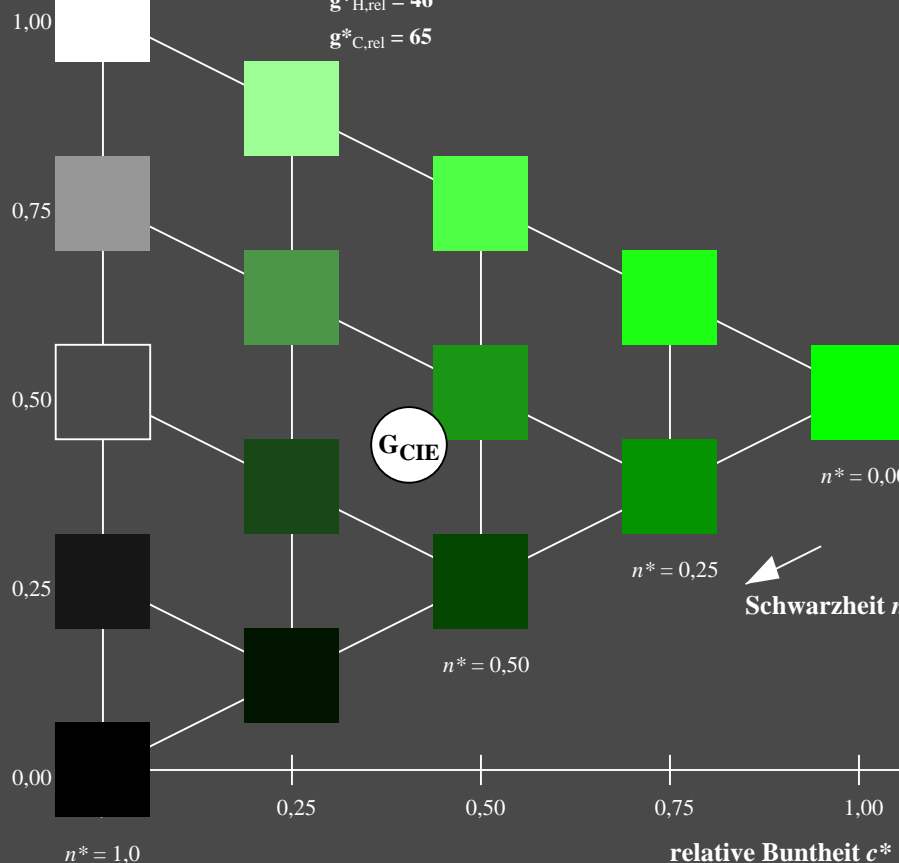 g*H,rel = 46
1,00
g*C,rel = 65
0,75
0,50
GCIE
n* = 0,00
0,25
n* = 0,25
Schwarzheit n
n* = 0,50
0,00
0,25
0,50
0,75
1,00
n* = 1,0
relative Buntheit c*